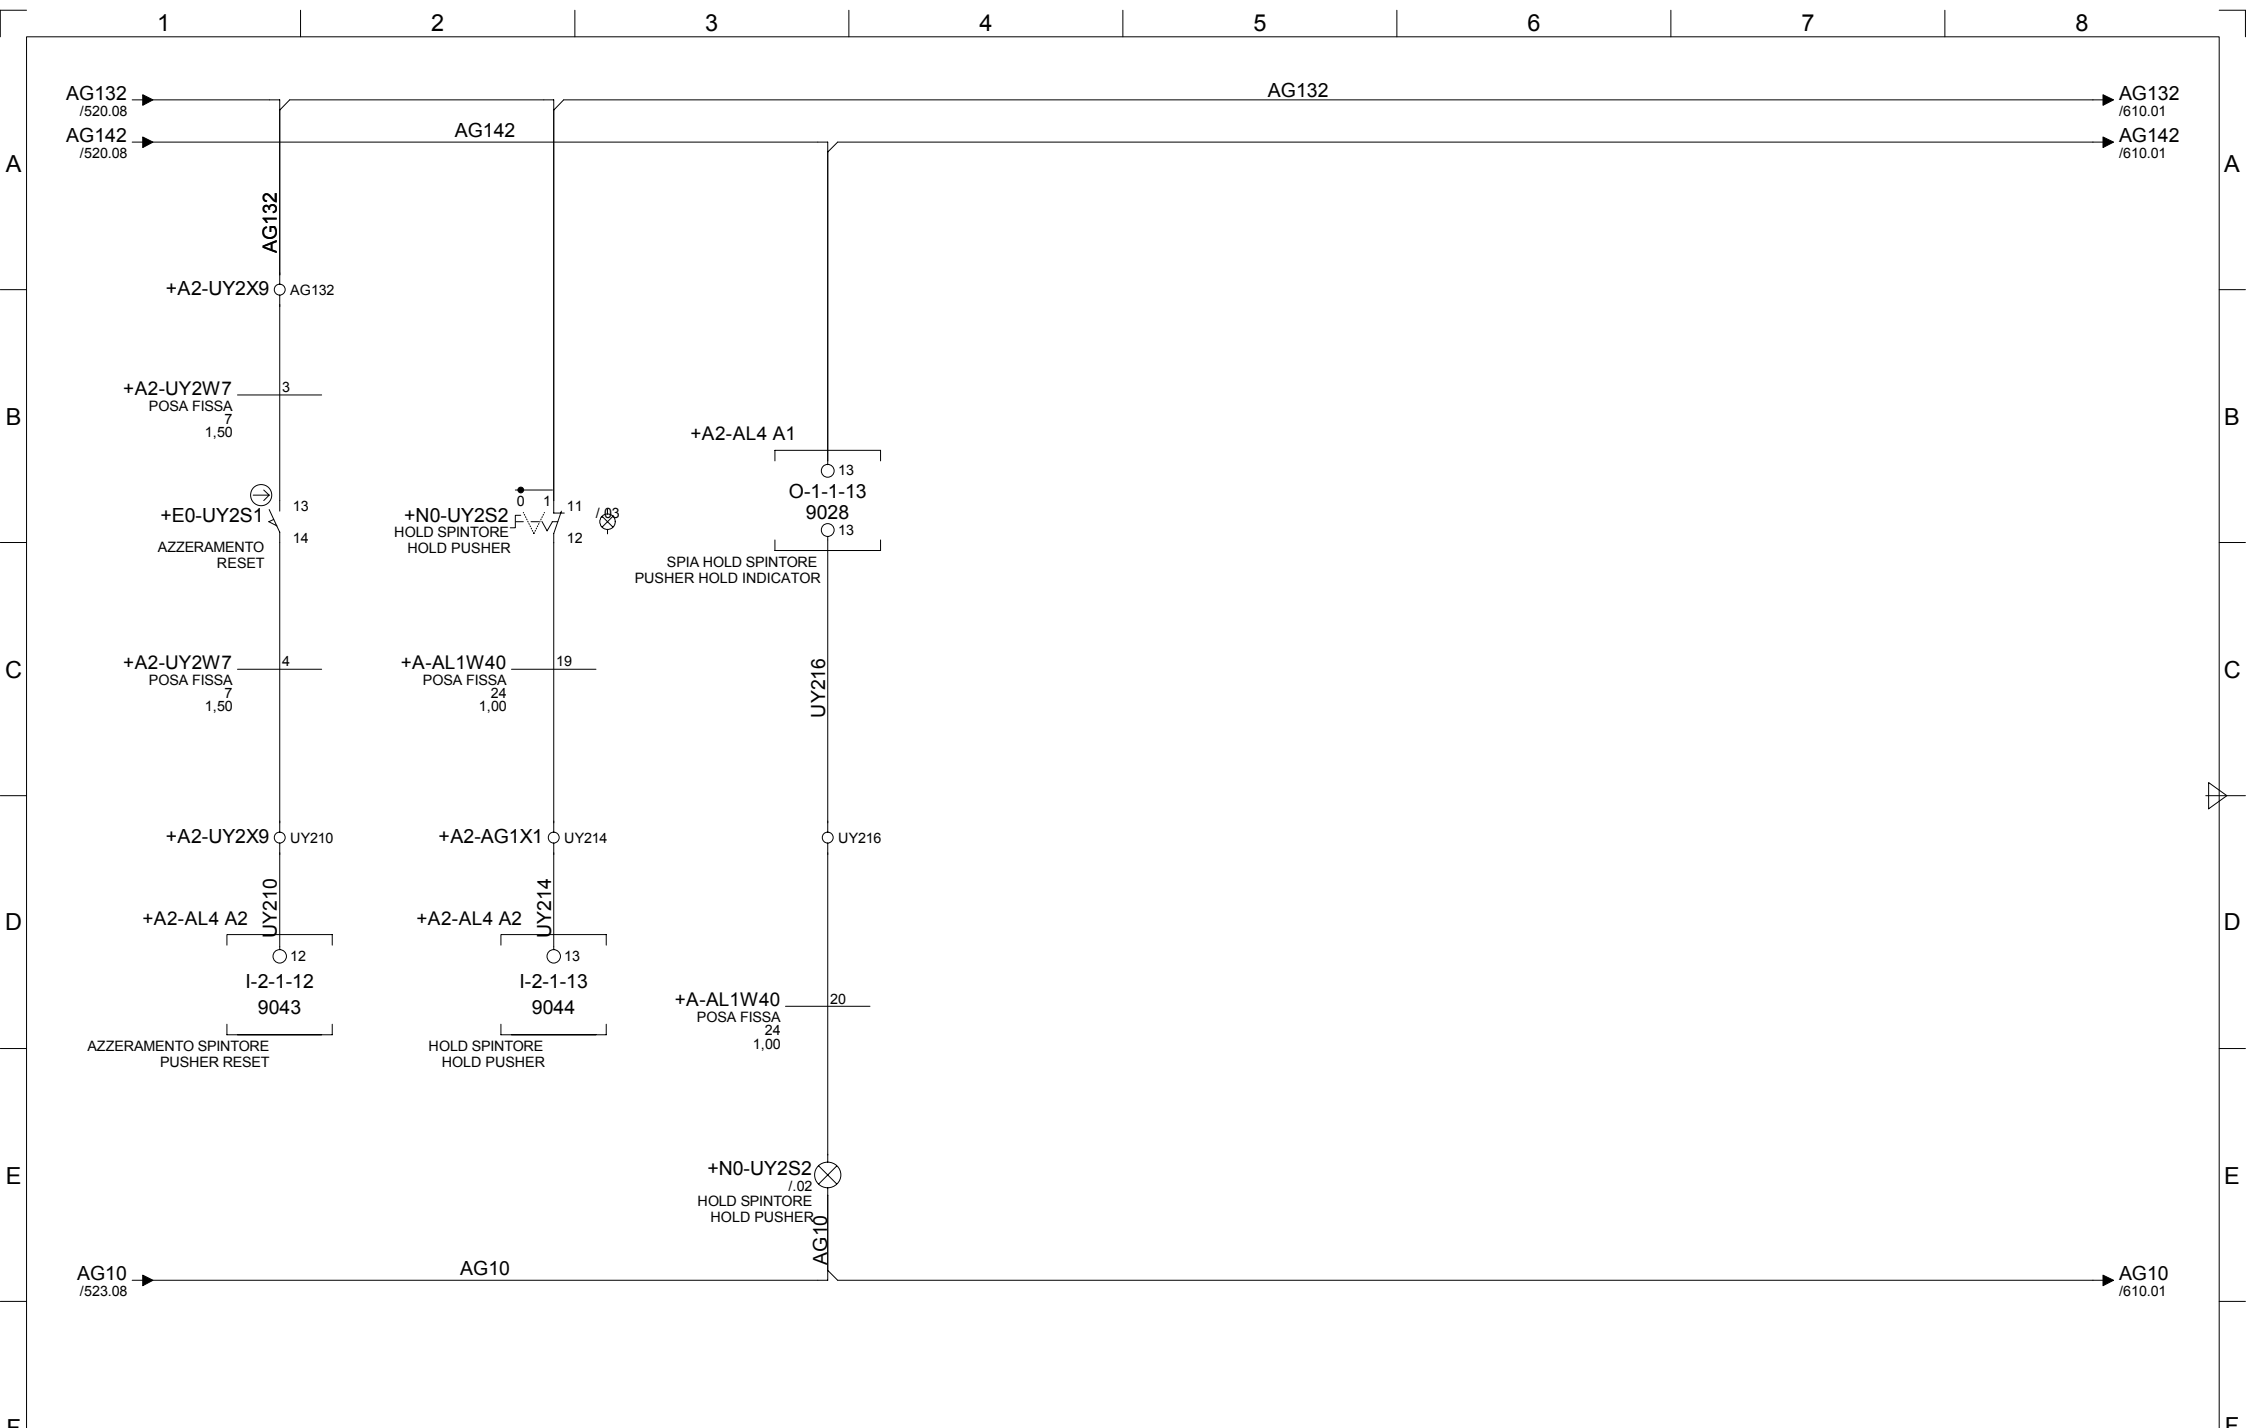 1 2 3 4 5 6 7 8
AG132
/520.08
AG132
AG132
/610.01
AG142
/520.08
AG142
AG142
/610.01
A
A
AG132
+A2-UY2X9 AG132
+A2-UY2W7 3
POSA FISSA
7
1,50
B
B
+A2-AL4 A1
13
O-1-1-13
9028
13
SPIA HOLD SPINTORE
PUSHER HOLD INDICATOR
+E0-UY2S1 13
14
AZZERAMENTO
RESET
0 1 11
+N0-UY2S2
12
/.03
HOLD SPINTORE
HOLD PUSHER
C
C
+A2-UY2W7 4
POSA FISSA
7
1,50
+A-AL1W40 19
POSA FISSA
24
1,00
UY216
+A2-UY2X9 UY210
+A2-AG1X1 UY214
UY216
D
D
UY210
+A2-AL4 A2
12
I-2-1-12
9043
AZZERAMENTO SPINTORE
PUSHER RESET
UY214
+A2-AL4 A2
13
I-2-1-13
9044
HOLD SPINTORE
HOLD PUSHER
+A-AL1W40 20
POSA FISSA
24
1,00
E
E
+N0-UY2S2
/.02
HOLD SPINTORE
HOLD PUSHER
AG10
AG10
/523.08
AG10
AG10
/610.01